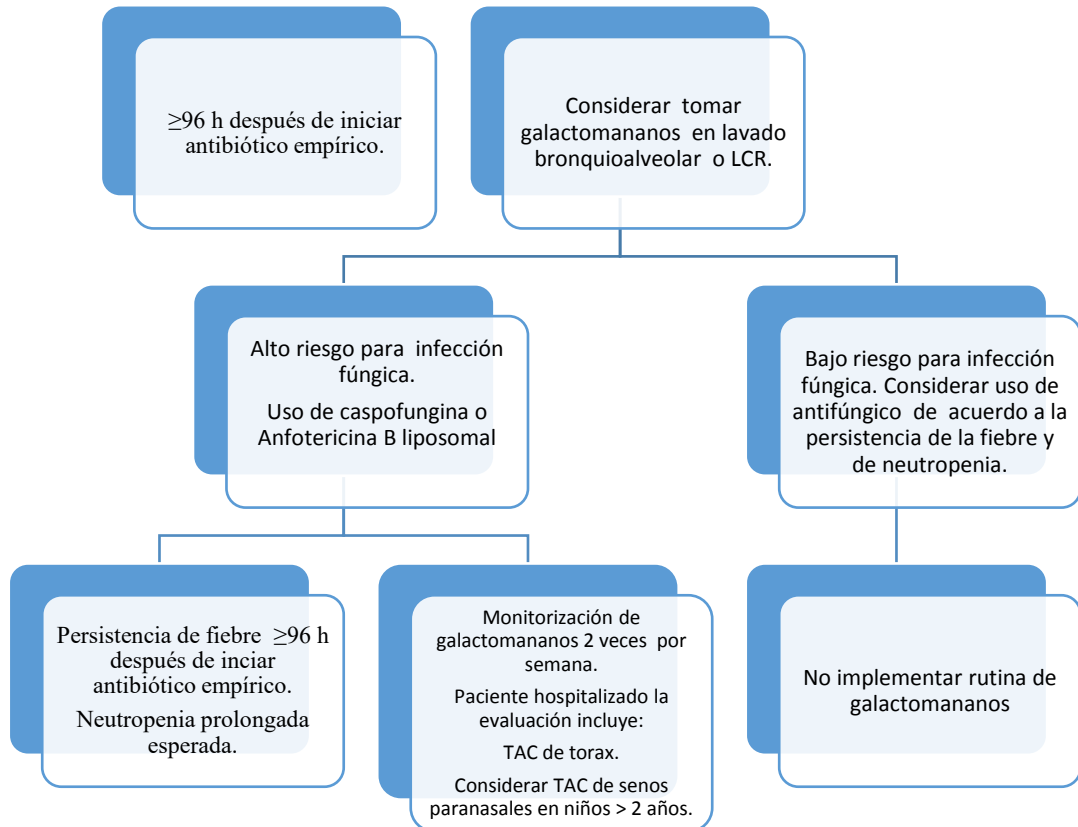 ≥96 h después de iniciar
antibiótico empírico.
Considerar tomar
galactomananos en lavado
bronquioalveolar o LCR.
Alto riesgo para infección
fúngica.
Uso de caspofungina o
Anfotericina B liposomal
Bajo riesgo para infección
fúngica. Considerar uso de
antifúngico de acuerdo a la
persistencia de la fiebre y
de neutropenia.
Persistencia de fiebre ≥96 h
después de inciar
antibiótico empírico.
Neutropenia prolongada
esperada.
Monitorización de
galactomananos 2 veces por
semana.
Paciente hospitalizado la
evaluación incluye:
TAC de torax.
Considerar TAC de senos
paranasales en niños > 2 años.
No implementar rutina de
galactomananos